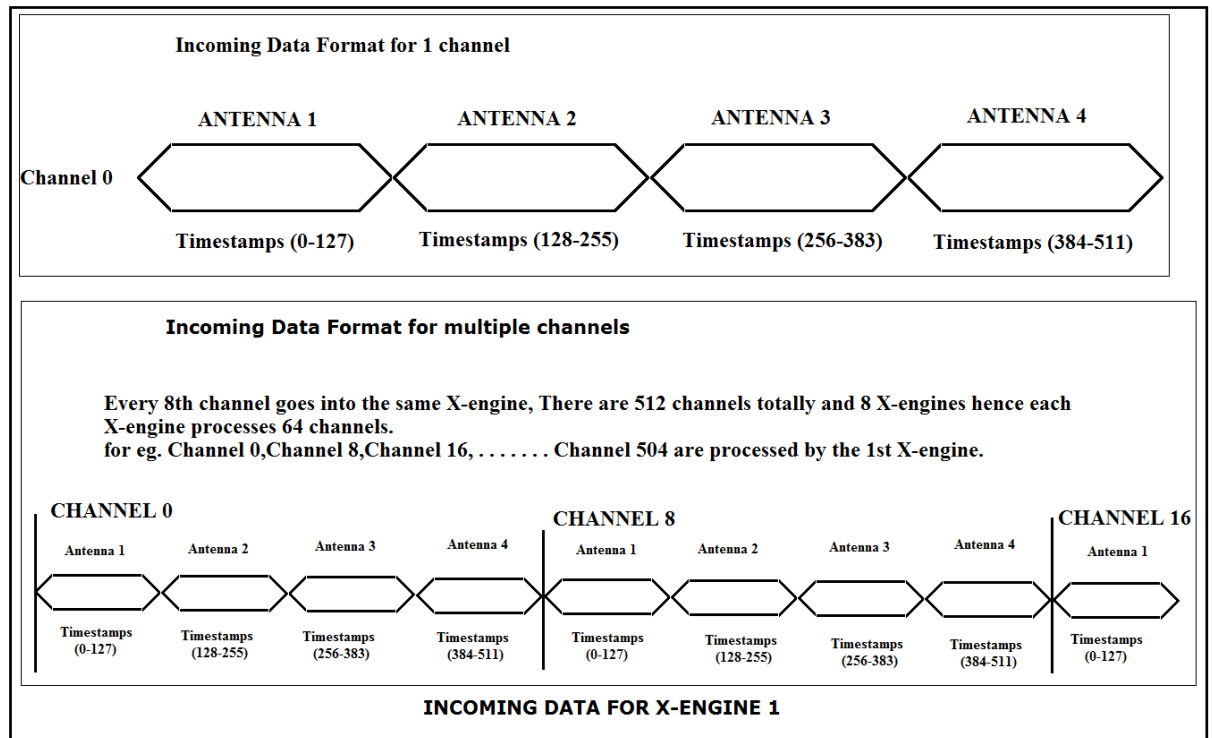 Incoming Data Format for 1 channel
ANTENNA 1 ANTENNA 2 ANTENNA 3 ANTENNA 4
Channel 0
Timestamps (0-127) Timestamps (128-255) Timestamps (256-383) Timestamps (384-511)
Incoming Data Format for multiple channels
Every 8th channel goes into the same X-engine, There are 512 channels totally and 8 X-engines hence each
X-engine processes 64 channels.
for eg. Channel 0,Channel 8,Channel 16, . . . . . . . Channel 504 are processed by the 1st X-engine.
CHANNEL 0 CHANNEL 8 CHANNEL 16
Antenna 1 Antenna 2 Antenna 3 Antenna 4 Antenna 1 Antenna 2 Antenna 3 Antenna 4 Antenna 1
Timestamps Timestamps Timestamps Timestamps Timestamps Timestamps Timestamps Timestamps Timestamps
(0-127) (128-255) (256-383) (384-511) (0-127) (128-255) (256-383) (384-511) (0-127)
INCOMING DATA FOR X-ENGINE 1